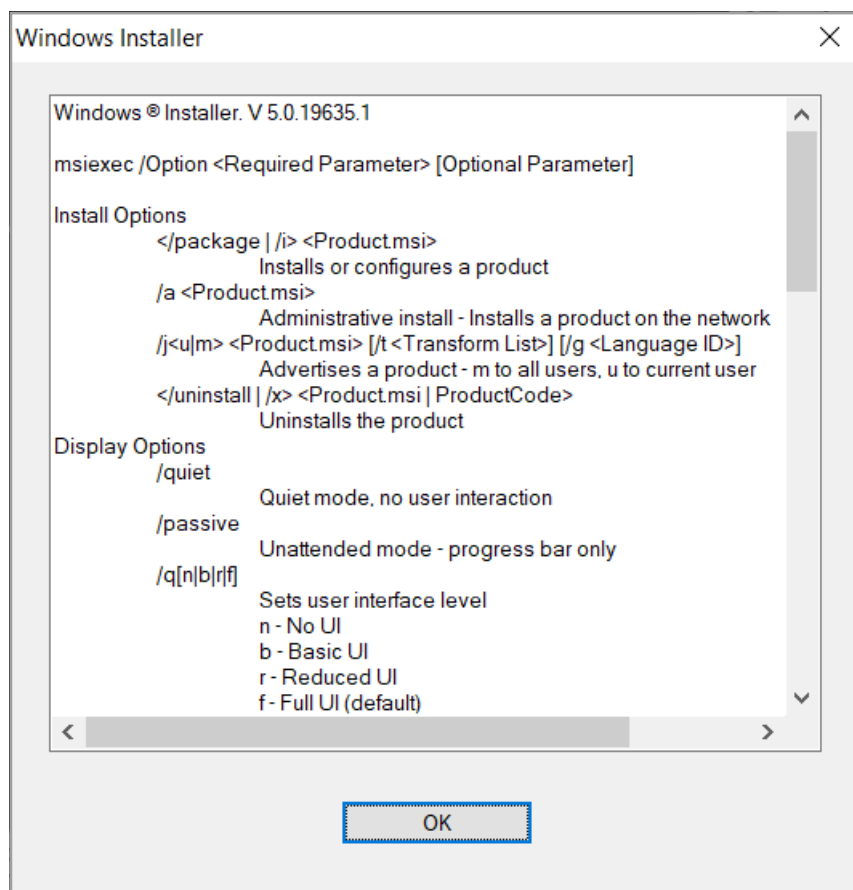 Windows Installer
Windows ® Installer. V 5.0.19635.1
msiexec /Option <Required Parameter> [Optional Parameter]
Install Options
</package | /i> <Product.msi>
Installs or configures a product
/a <Product.msi>
Administrative install - Installs a product on the network
/j<u|m> <Product.msi> [/t <Transform List>] [/g <Language ID>]
Advertises a product - m to all users, u to current user
</uninstall | /x> <Product.msi | ProductCode>
Uninstalls the product
Display Options
/quiet
Quiet mode, no user interaction
/passive
Unattended mode - progress bar only
/q[n|b|r|f]
Sets user interface level
n - No UI
b - Basic UI
r - Reduced UI
f - Full UI (default)
OK